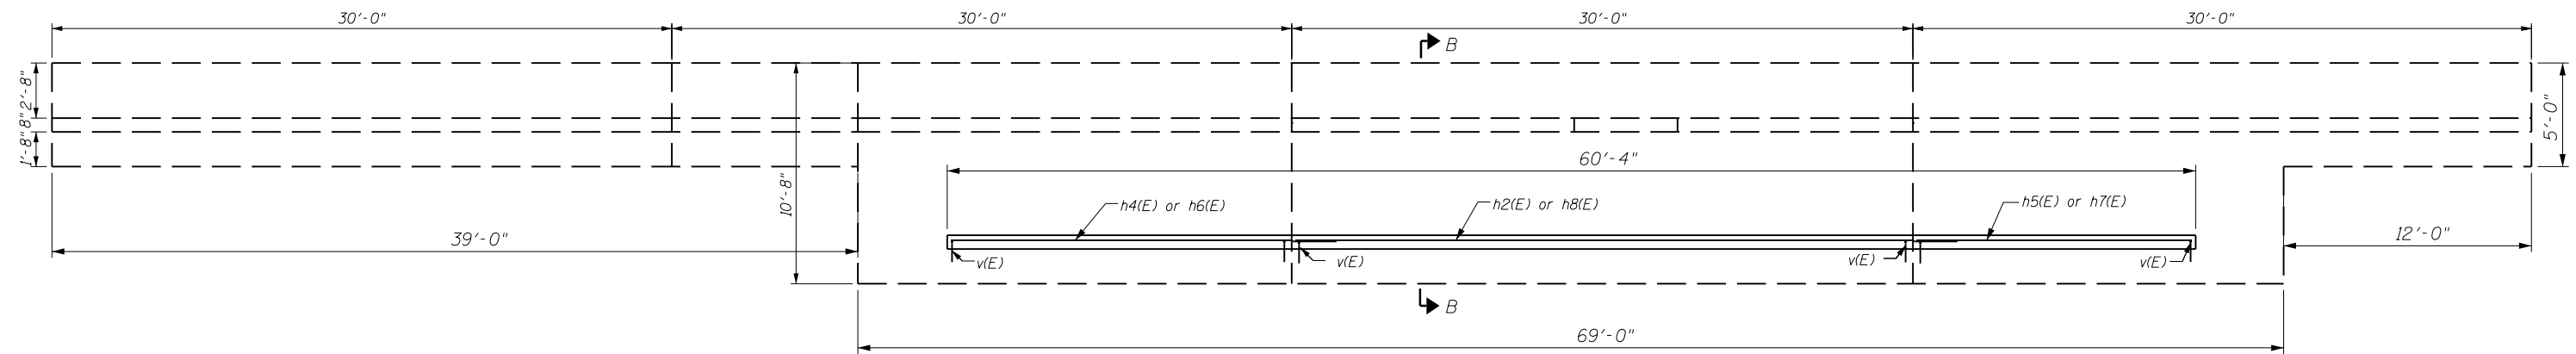 30'-0"
30'-0"
30'-0"
30'-0"
B
2'-8"
8"
1'-8"
5'-0"
60'-4"
10'-8"
h4(E) or h6(E)
h2(E) or h8(E)
h5(E) or h7(E)
39'-0"
12'-0"
v(E)
v(E)
v(E)
v(E)
B
69'-0"